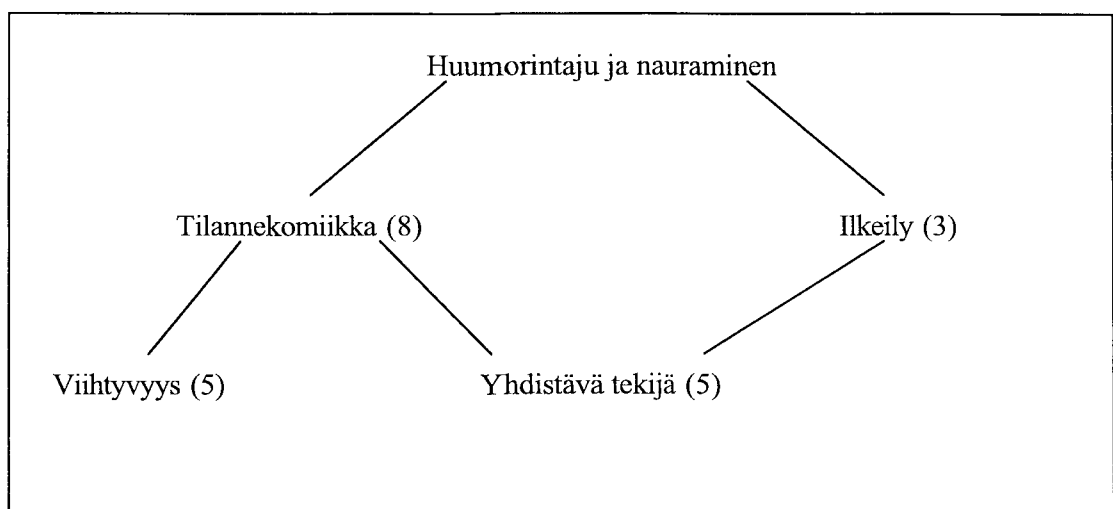 Huumorintaju ja nauraminen
Tilannekomiikka (8)
Ilkeily (3)
Viihtyvyys (5)
Yhdistävä tekijä (5)